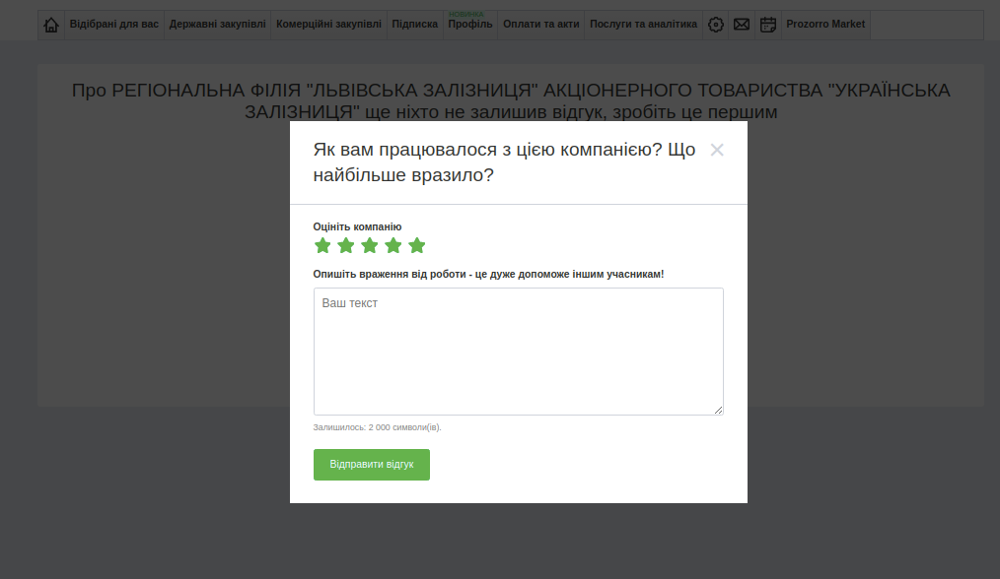 НОВИНКА
Відібрані для вас Державні закупівлі Комерційні закупівлі Підписка Профіль Оплати та акти Послуги та аналітика Prozorro Market
Про РЕГІОНАЛЬНА ФІЛІЯ "ЛЬВІВСЬКА ЗАЛІЗНИЦЯ" АКЦІОНЕРНОГО ТОВАРИСТВА "УКРАЇНСЬКА
ЗАЛІЗНИЦЯ" ще ніхто не залишив відгук, зробіть це першим
Як вам працювалося з цією компанією? Що
найбільше вразило?
Оцініть компанію
Опишіть враження від роботи - це дуже допоможе іншим учасникам!
Ваш текст
Залишилось: 2 000 символи(ів).
Відправити відгук